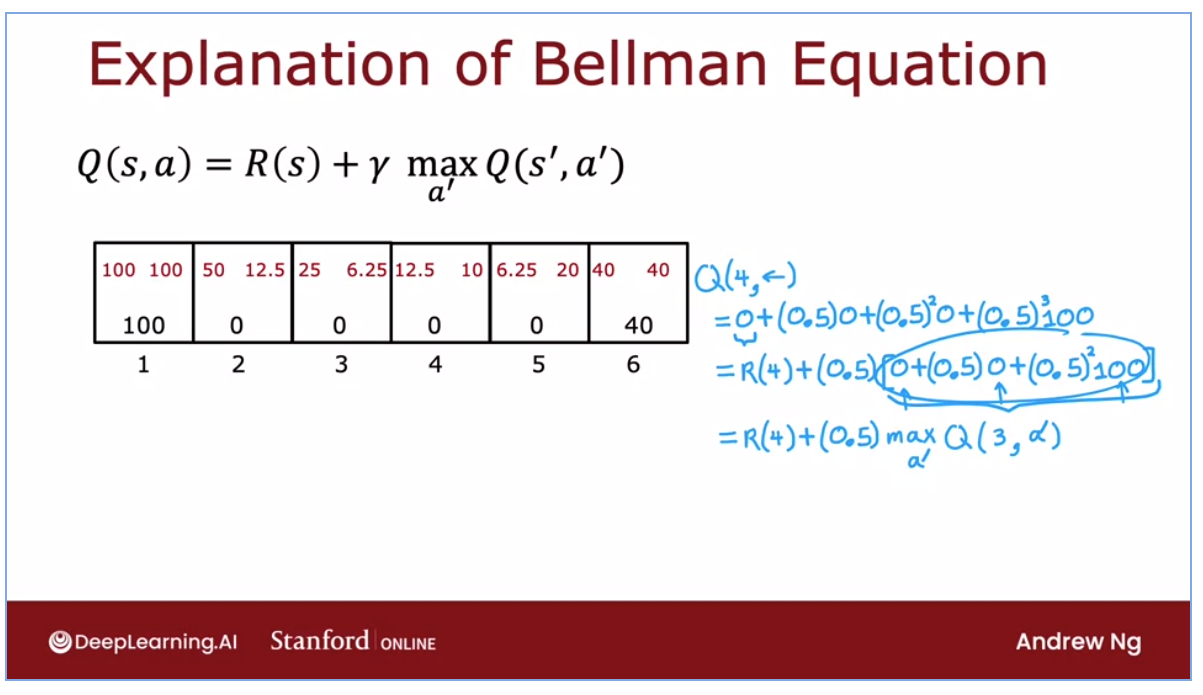 Explanation of Bellman Equation
Q(s, a) = R(s) + γ max Q(s′, a′)
a′
100 100 50 12.5 25 6.25 12.5 10 6.25 20 40 40
100 0 0 0 0 40
1 2 3 4 5 6
Q(4, ←)
= 0 + (0.5)0 + (0.5)²0 + (0.5)³100
= R(4) + (0.5)[0 + (0.5)0 + (0.5)²100]
= R(4) + (0.5) max Q(3, a′)
a′
DeepLearning.AI Stanford ONLINE Andrew Ng